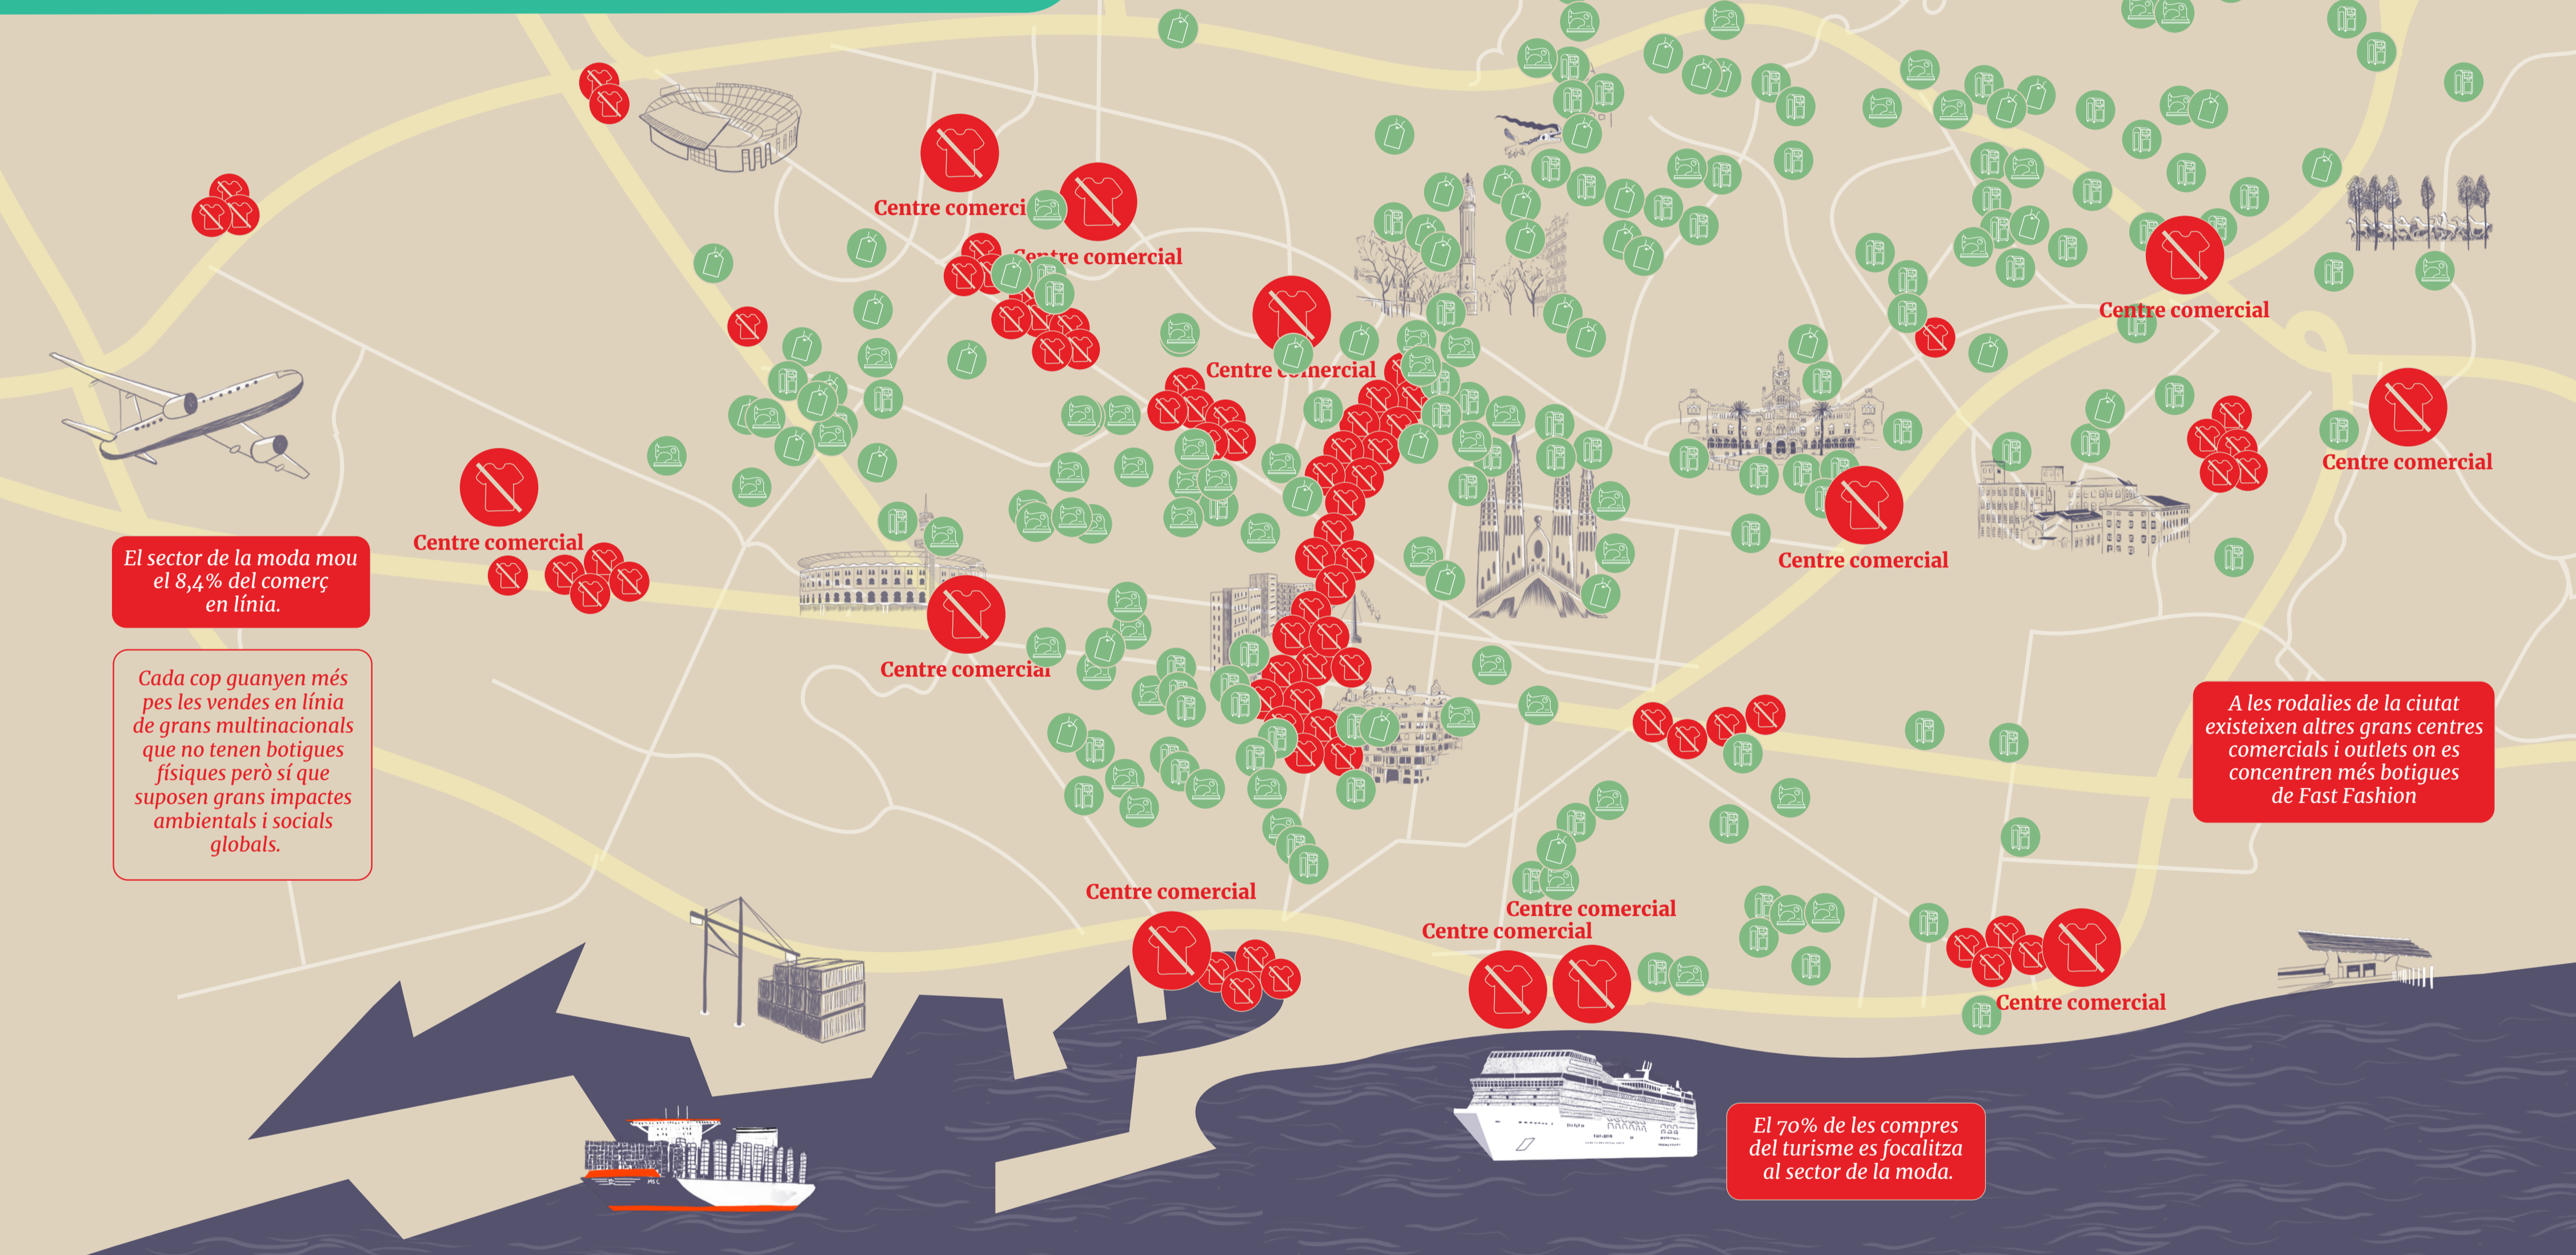 Centre comerci
Centre comercial
Centre comercial
Centre comercial
Centre comercial
Centre comercial
Centre comercial
El sector de la moda mou
el 8,4% del comerç
en línia.
Centre comercial
Centre comercial
Cada cop guanyen més
pes les vendes en línia
de grans multinacionals
que no tenen botigues
físiques però sí que
suposen grans impactes
ambientals i socials
globals.
A les rodalies de la ciutat
existeixen altres grans centres
comercials i outlets on es
concentren més botigues
de Fast Fashion
Centre comercial
Centre comercial
Centre comercial
Centre comercial
MSC
El 70% de les compres
del turisme es focalitza
al sector de la moda.